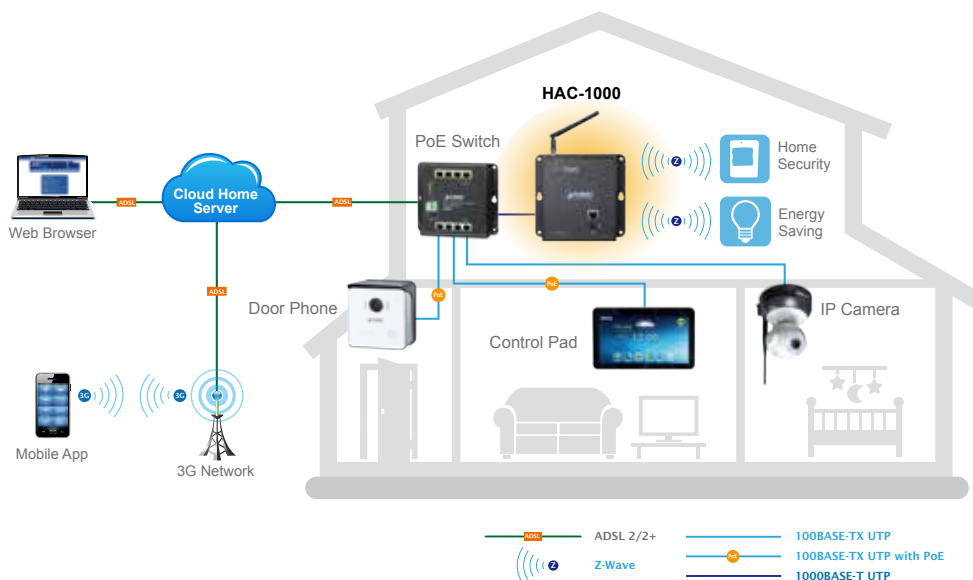 HAC-1000
PoE Switch
Home
Security
Z
Energy
Saving
Z
Cloud Home
Server
ADSL
ADSL
Web Browser
ADSL
Door Phone
PoE
PoE
IP Camera
Control Pad
3G
3G
Mobile App
3G Network
ADSL
ADSL 2/2+
100BASE-TX UTP
Z
Z-Wave
PoE
100BASE-TX UTP with PoE
1000BASE-T UTP